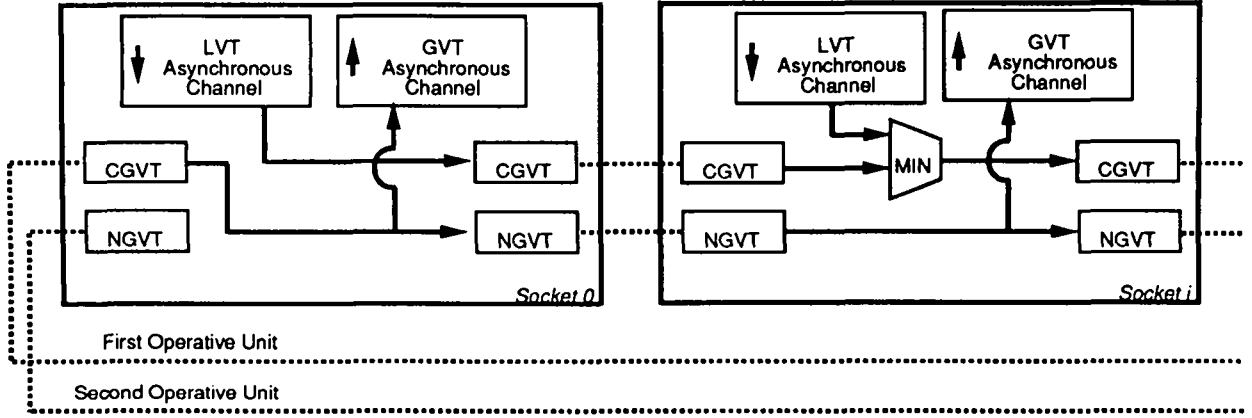 LVT
Asynchronous
Channel
GVT
Asynchronous
Channel
CGVT
CGVT
NGVT
NGVT
Socket 0
LVT
Asynchronous
Channel
GVT
Asynchronous
Channel
CGVT
MIN
CGVT
NGVT
NGVT
Socket i
First Operative Unit
Second Operative Unit